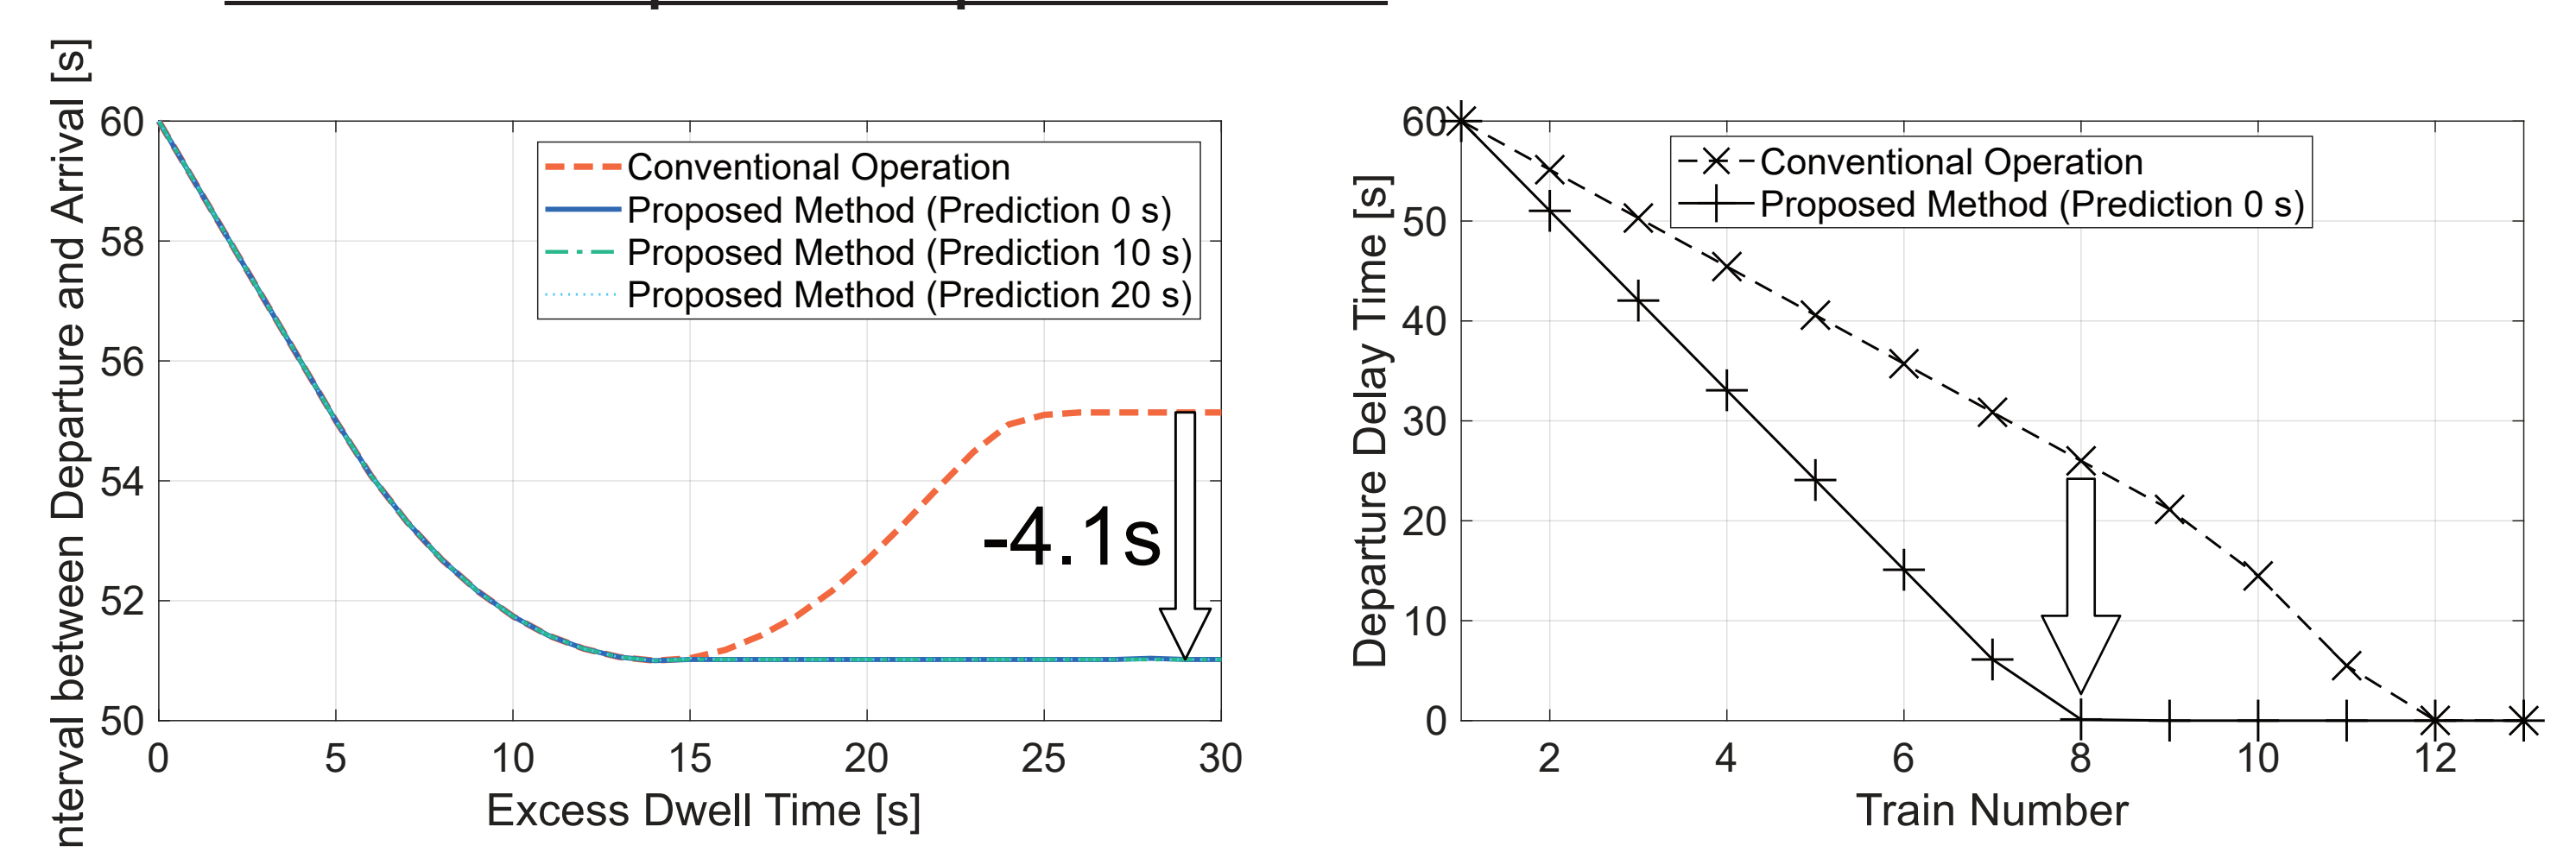 nterval between Departure and Arrival [s]
60
58
56
54
52
50
Conventional Operation
Proposed Method (Prediction 0 s)
Proposed Method (Prediction 10 s)
Proposed Method (Prediction 20 s)
-4.1s
0 5 10 15 20 25 30
Excess Dwell Time [s]
Departure Delay Time [s]
60
50
40
30
20
10
0
Conventional Operation
Proposed Method (Prediction 0 s)
2 4 6 8 10 12
Train Number